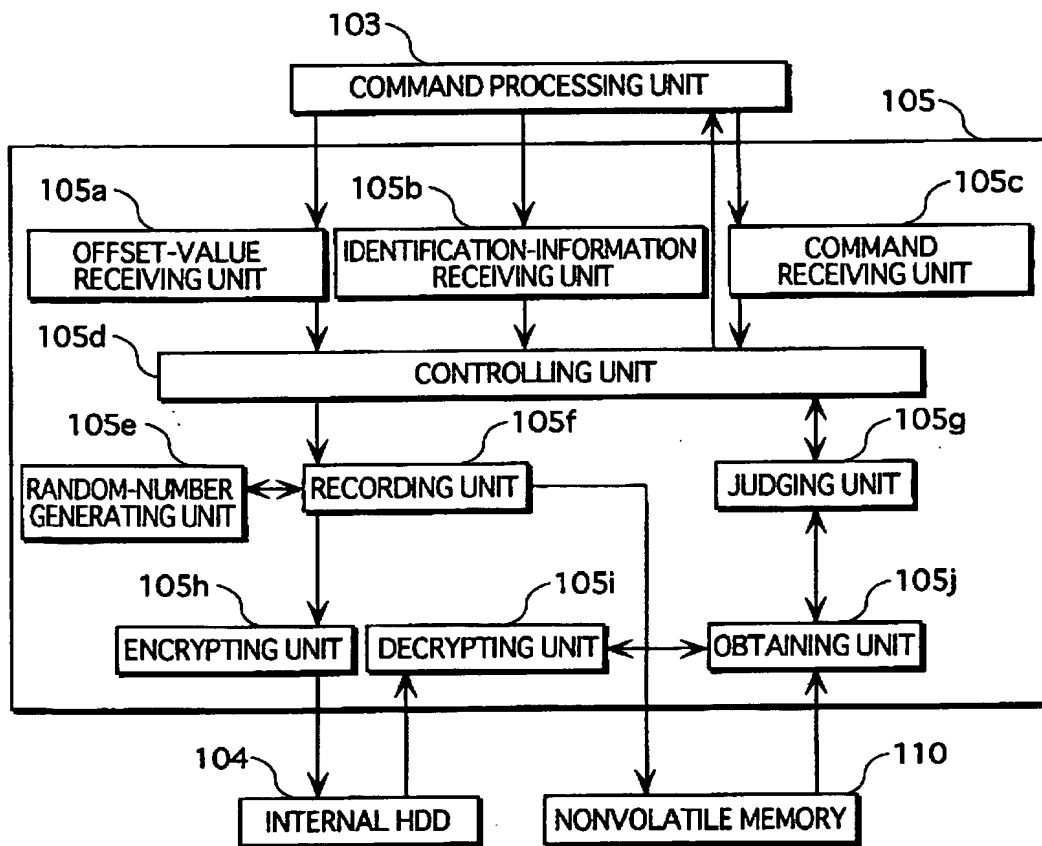 103
COMMAND PROCESSING UNIT
105
105a
105b
105c
OFFSET-VALUE
RECEIVING UNIT
IDENTIFICATION-INFORMATION
RECEIVING UNIT
COMMAND
RECEIVING UNIT
105d
CONTROLLING UNIT
105e
105f
105g
RANDOM-NUMBER
GENERATING UNIT
RECORDING UNIT
JUDGING UNIT
105h
105i
105j
ENCRYPTING UNIT
DECRYPTING UNIT
OBTAINING UNIT
104
110
INTERNAL HDD
NONVOLATILE MEMORY